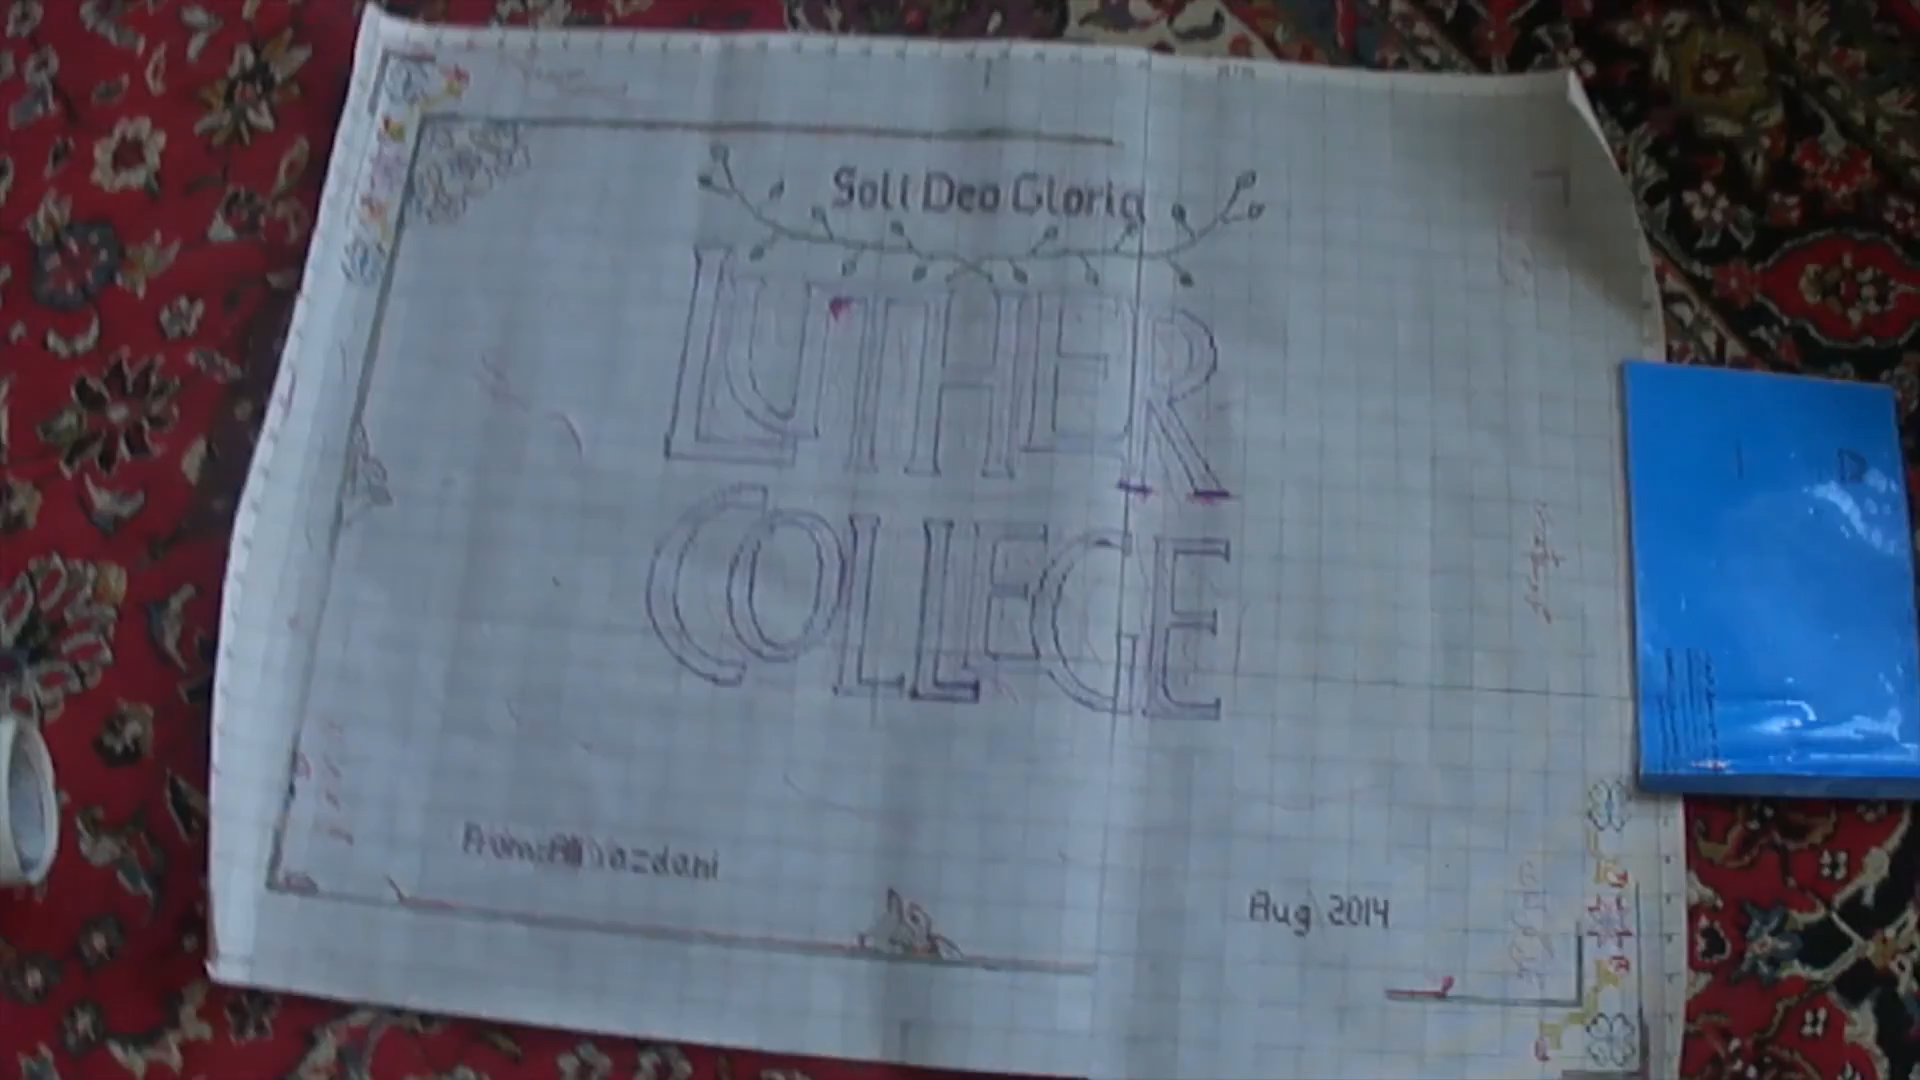 Soli Deo Gloria
LUTHER
COLLEGE
From: Ali Yazdani
Aug 2014